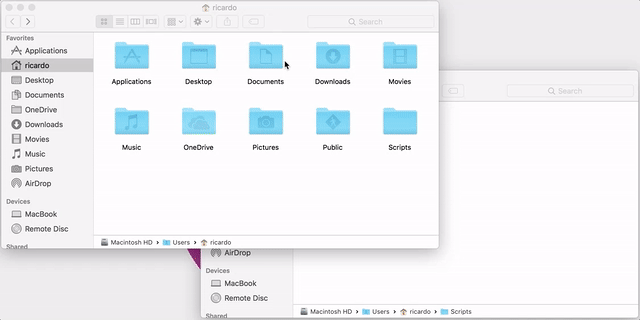 ricardo
Search
Favorites
Applications
ricardo
Desktop
Documents
OneDrive
Downloads
Movies
Music
Pictures
AirDrop
Devices
MacBook
Remote Disc
Shared
Applications Desktop Documents Downloads Movies
Music OneDrive Pictures Public Scripts
Macintosh HD › Users › ricardo
Search
AirDrop
Devices
MacBook
Remote Disc
Shared
Macintosh HD › Users › ricardo › Scripts